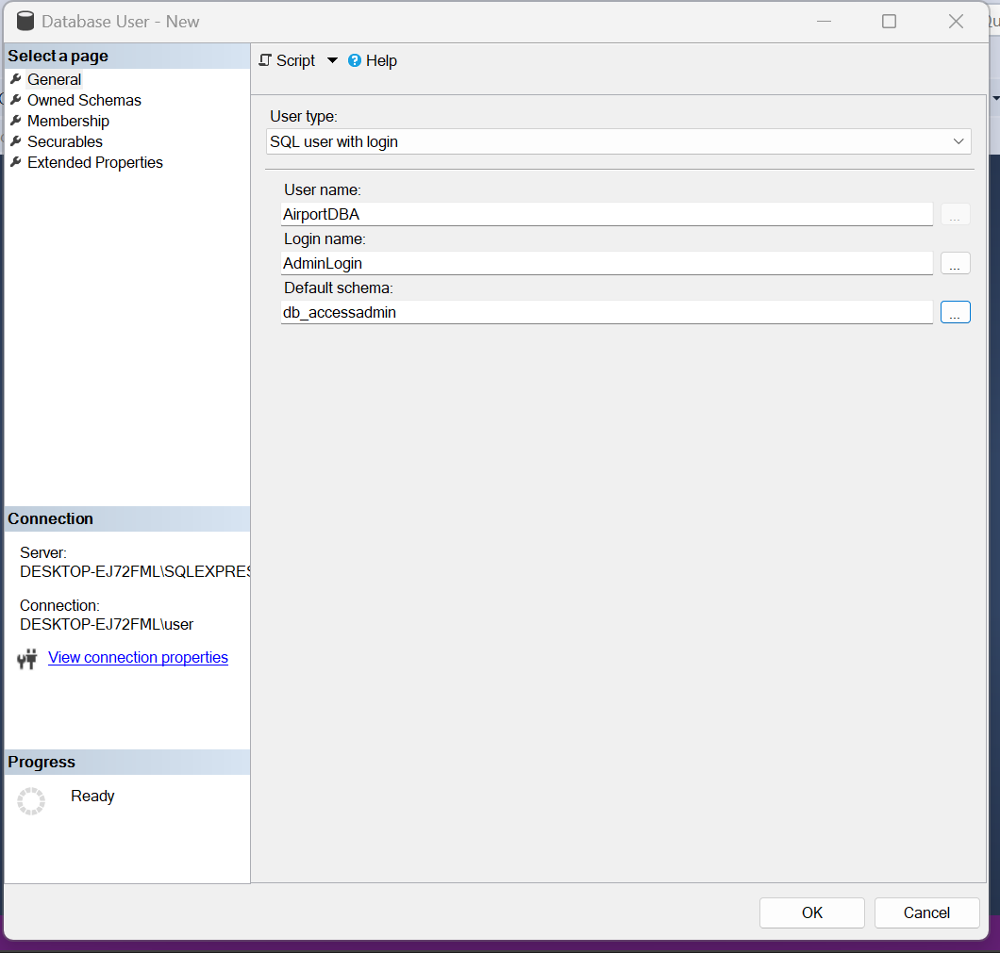 Database User - New
Select a page
General
Owned Schemas
Membership
Securables
Extended Properties
Script
Help
User type:
SQL user with login
User name:
AirportDBA
...
Login name:
AdminLogin
...
Default schema:
db_accessadmin
...
Connection
Server:
DESKTOP-EJ72FML\SQLEXPRES
Connection:
DESKTOP-EJ72FML\user
View connection properties
Progress
Ready
OK
Cancel